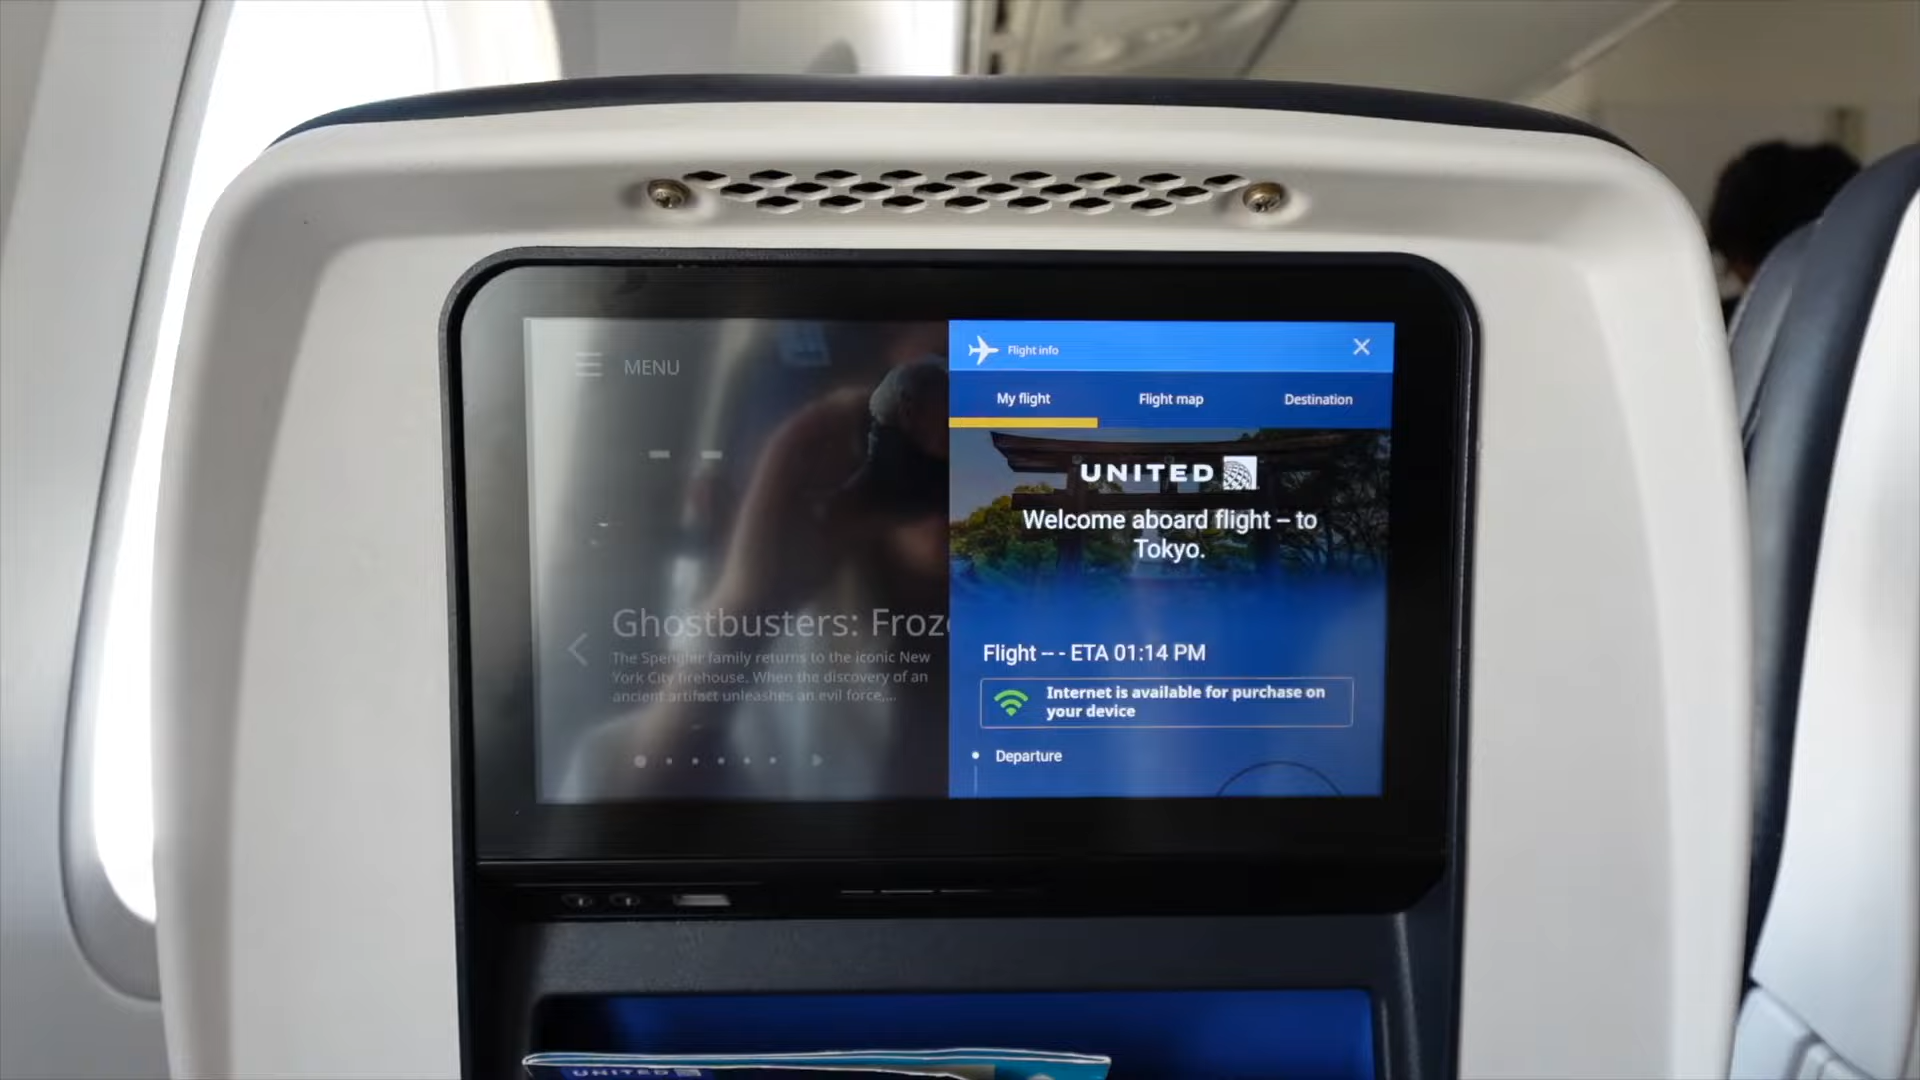 MENU
Ghostbusters: Froz
The Spengler family returns to the iconic New
York City firehouse. When the discovery of an
ancient artifact unleashes an evil force,...
Flight info
My flight
Flight map
Destination
UNITED
Welcome aboard flight – to
Tokyo.
Flight -- - ETA 01:14 PM
Internet is available for purchase on
your device
Departure
UNITED